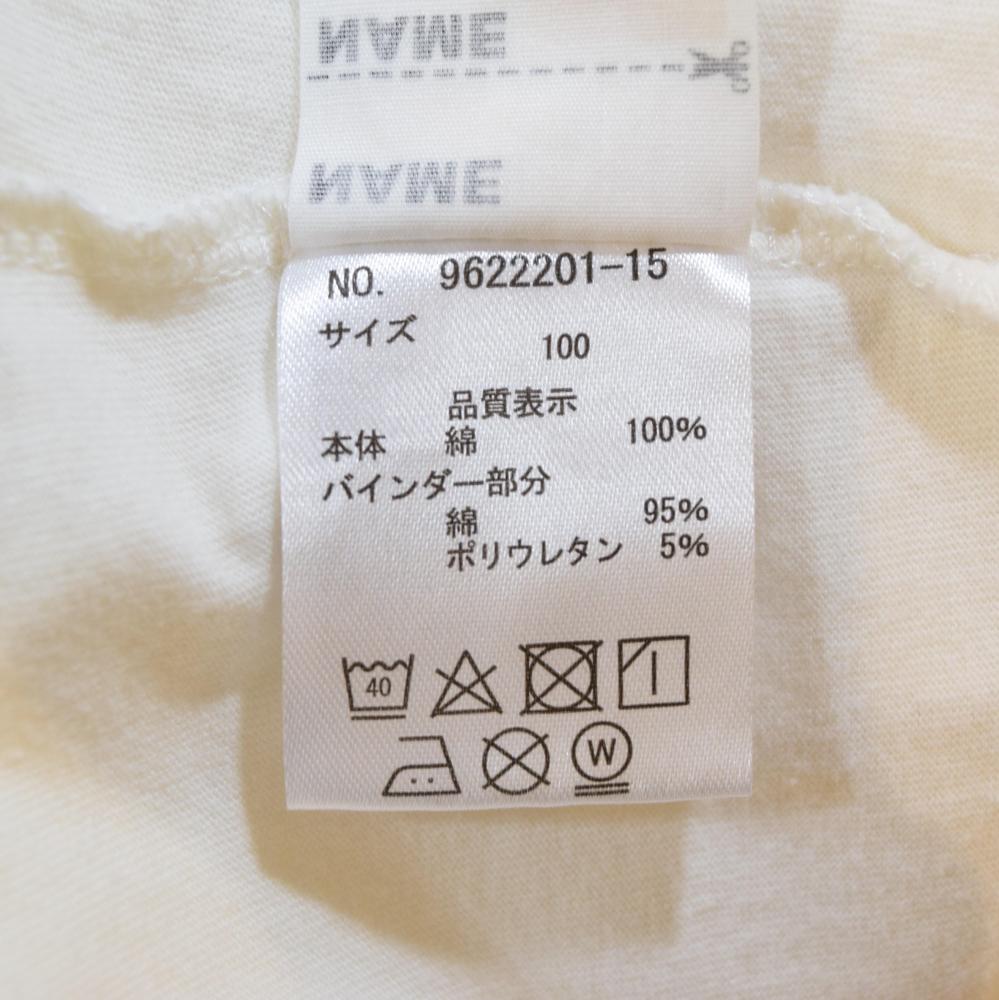 NAME
NAME
NO. 9622201-15
サイズ
100
品質表示
本体 綿 100%
バインダー部分
綿 95%
ポリウレタン 5%
40
W